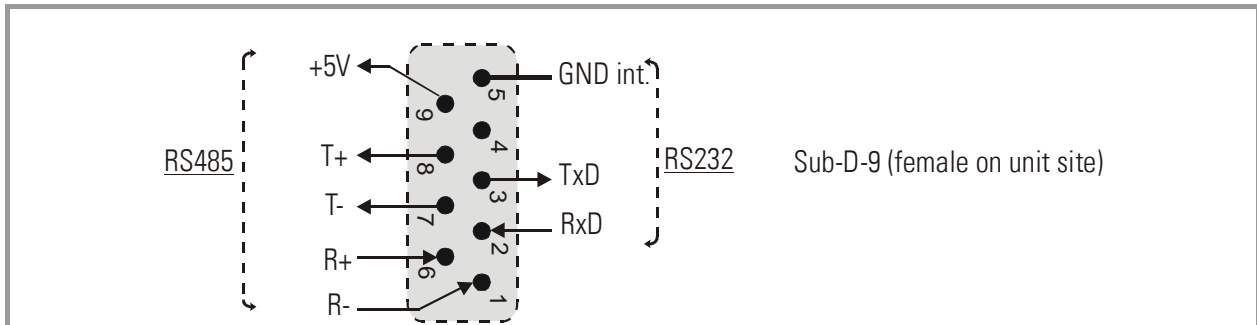 +5V
GND int.
5
9
4
RS485
T+
8
RS232
Sub-D-9 (female on unit site)
3
TxD
T-
7
RxD
2
R+
6
R-
1